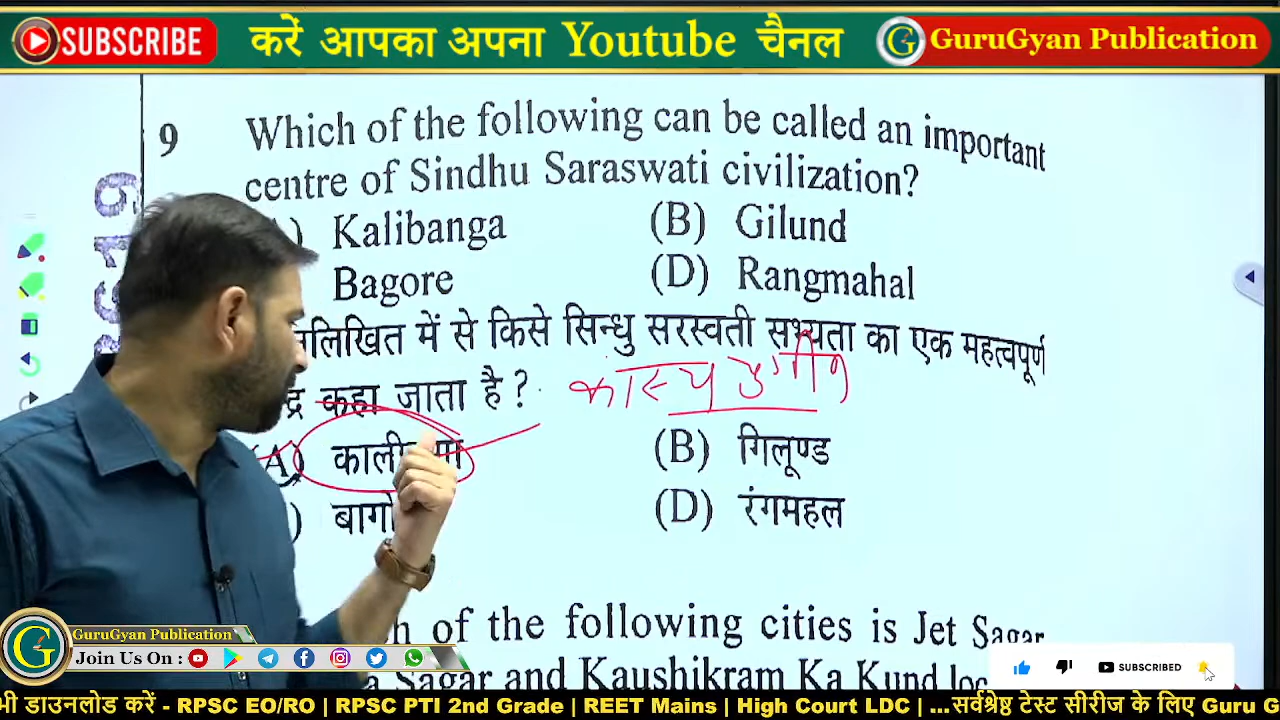 SUBSCRIBE करें आपका अपना Youtube चैनल G GuruGyan Publication
9 Which of the following can be called an important
centre of Sindhu Saraswati civilization?
Kalibanga (B) Gilund
Bagore (D) Rangmahal
लिखित में से किसे सिन्धु सरस्वती सभ्यता का एक महत्वपूर्ण
कहा जाता है ?
कास्य युगीन
(A) (B) गिलूण्ड
(D) रंगमहल
of the following cities is Jet Sagar
Sagar and Kaushikram Ka Kund
GuruGyan Publication
G
Join Us On :
SUBSCRIBED
भी डाउनलोड करें - RPSC EO/RO | RPSC PTI 2nd Grade | REET Mains | High Court LDC | ...सर्वश्रेष्ठ टेस्ट सीरीज के लिए Guru G